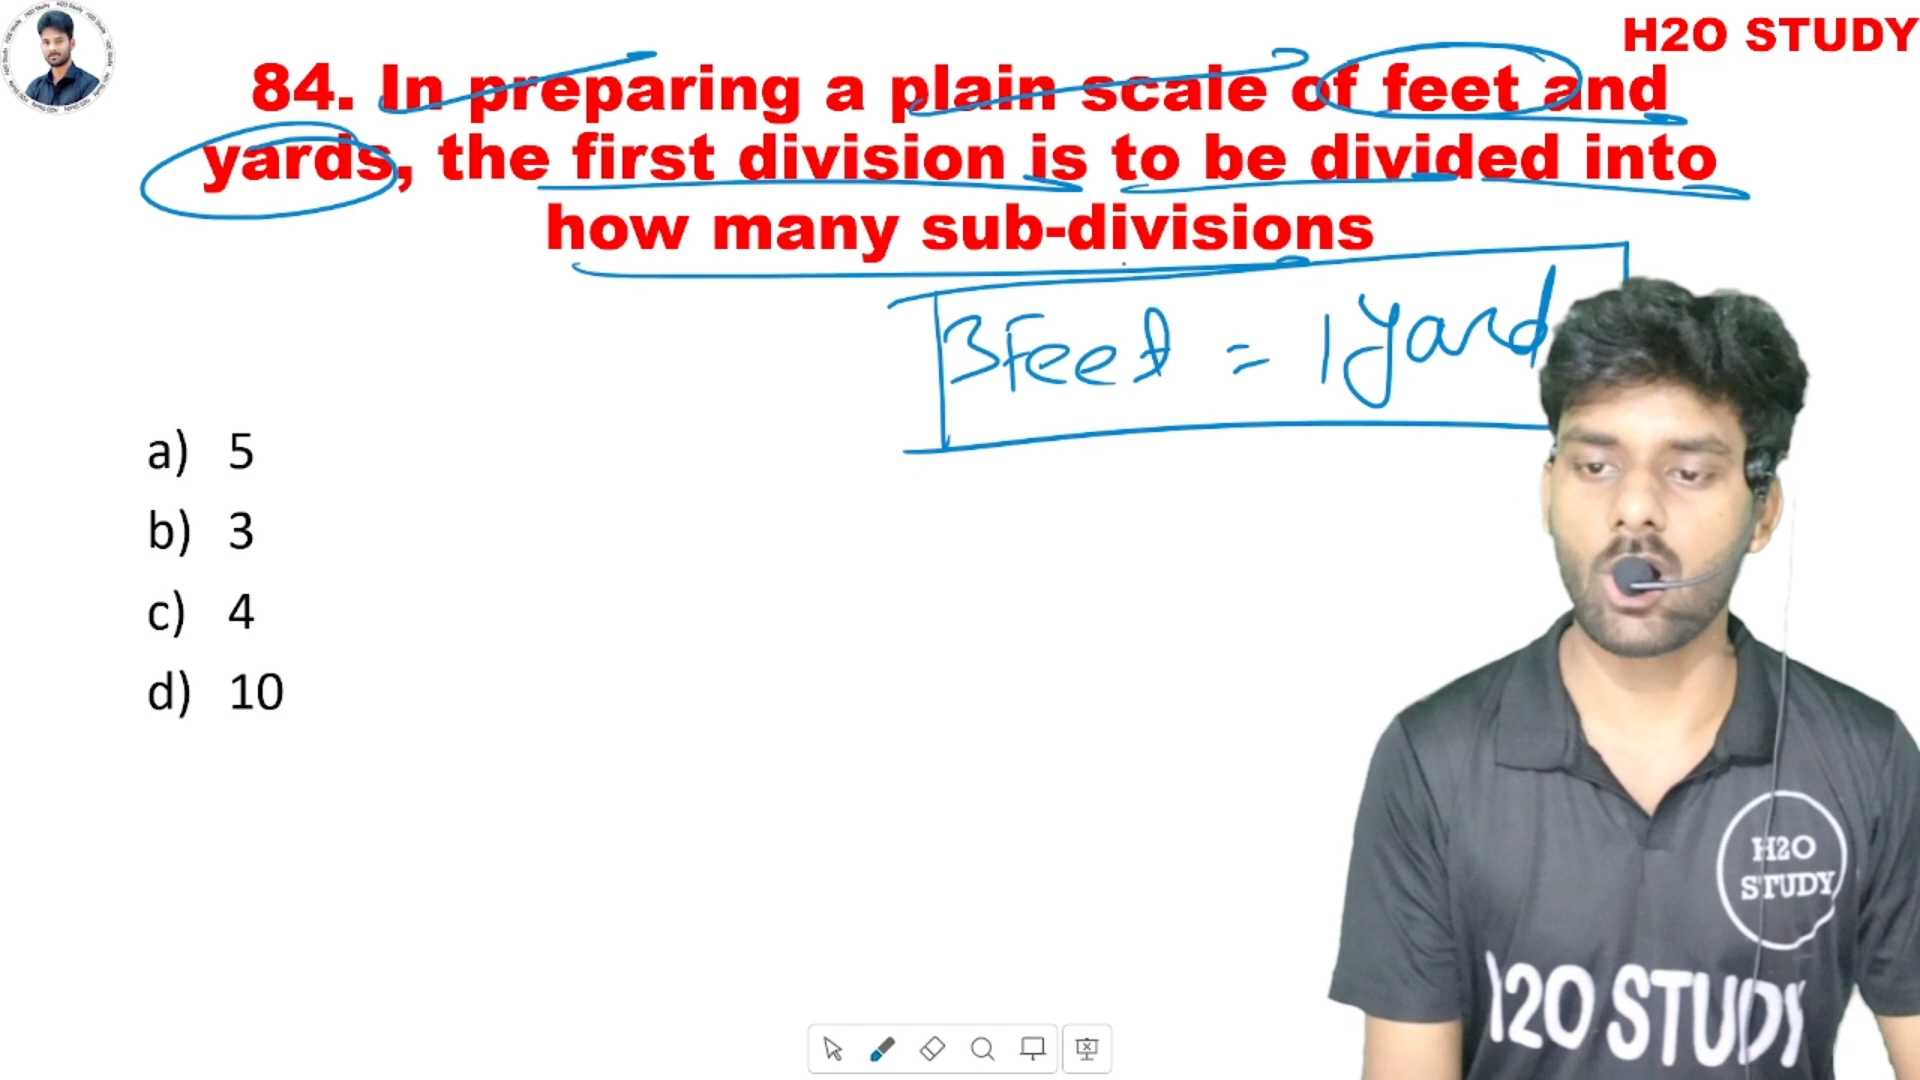 H2O STUDY
84. In preparing a plain scale of feet and
yards, the first division is to be divided into
how many sub-divisions
3Feet = 1yard
a) 5
b) 3
c) 4
d) 10
H2O
STUDY
H2O STUDY